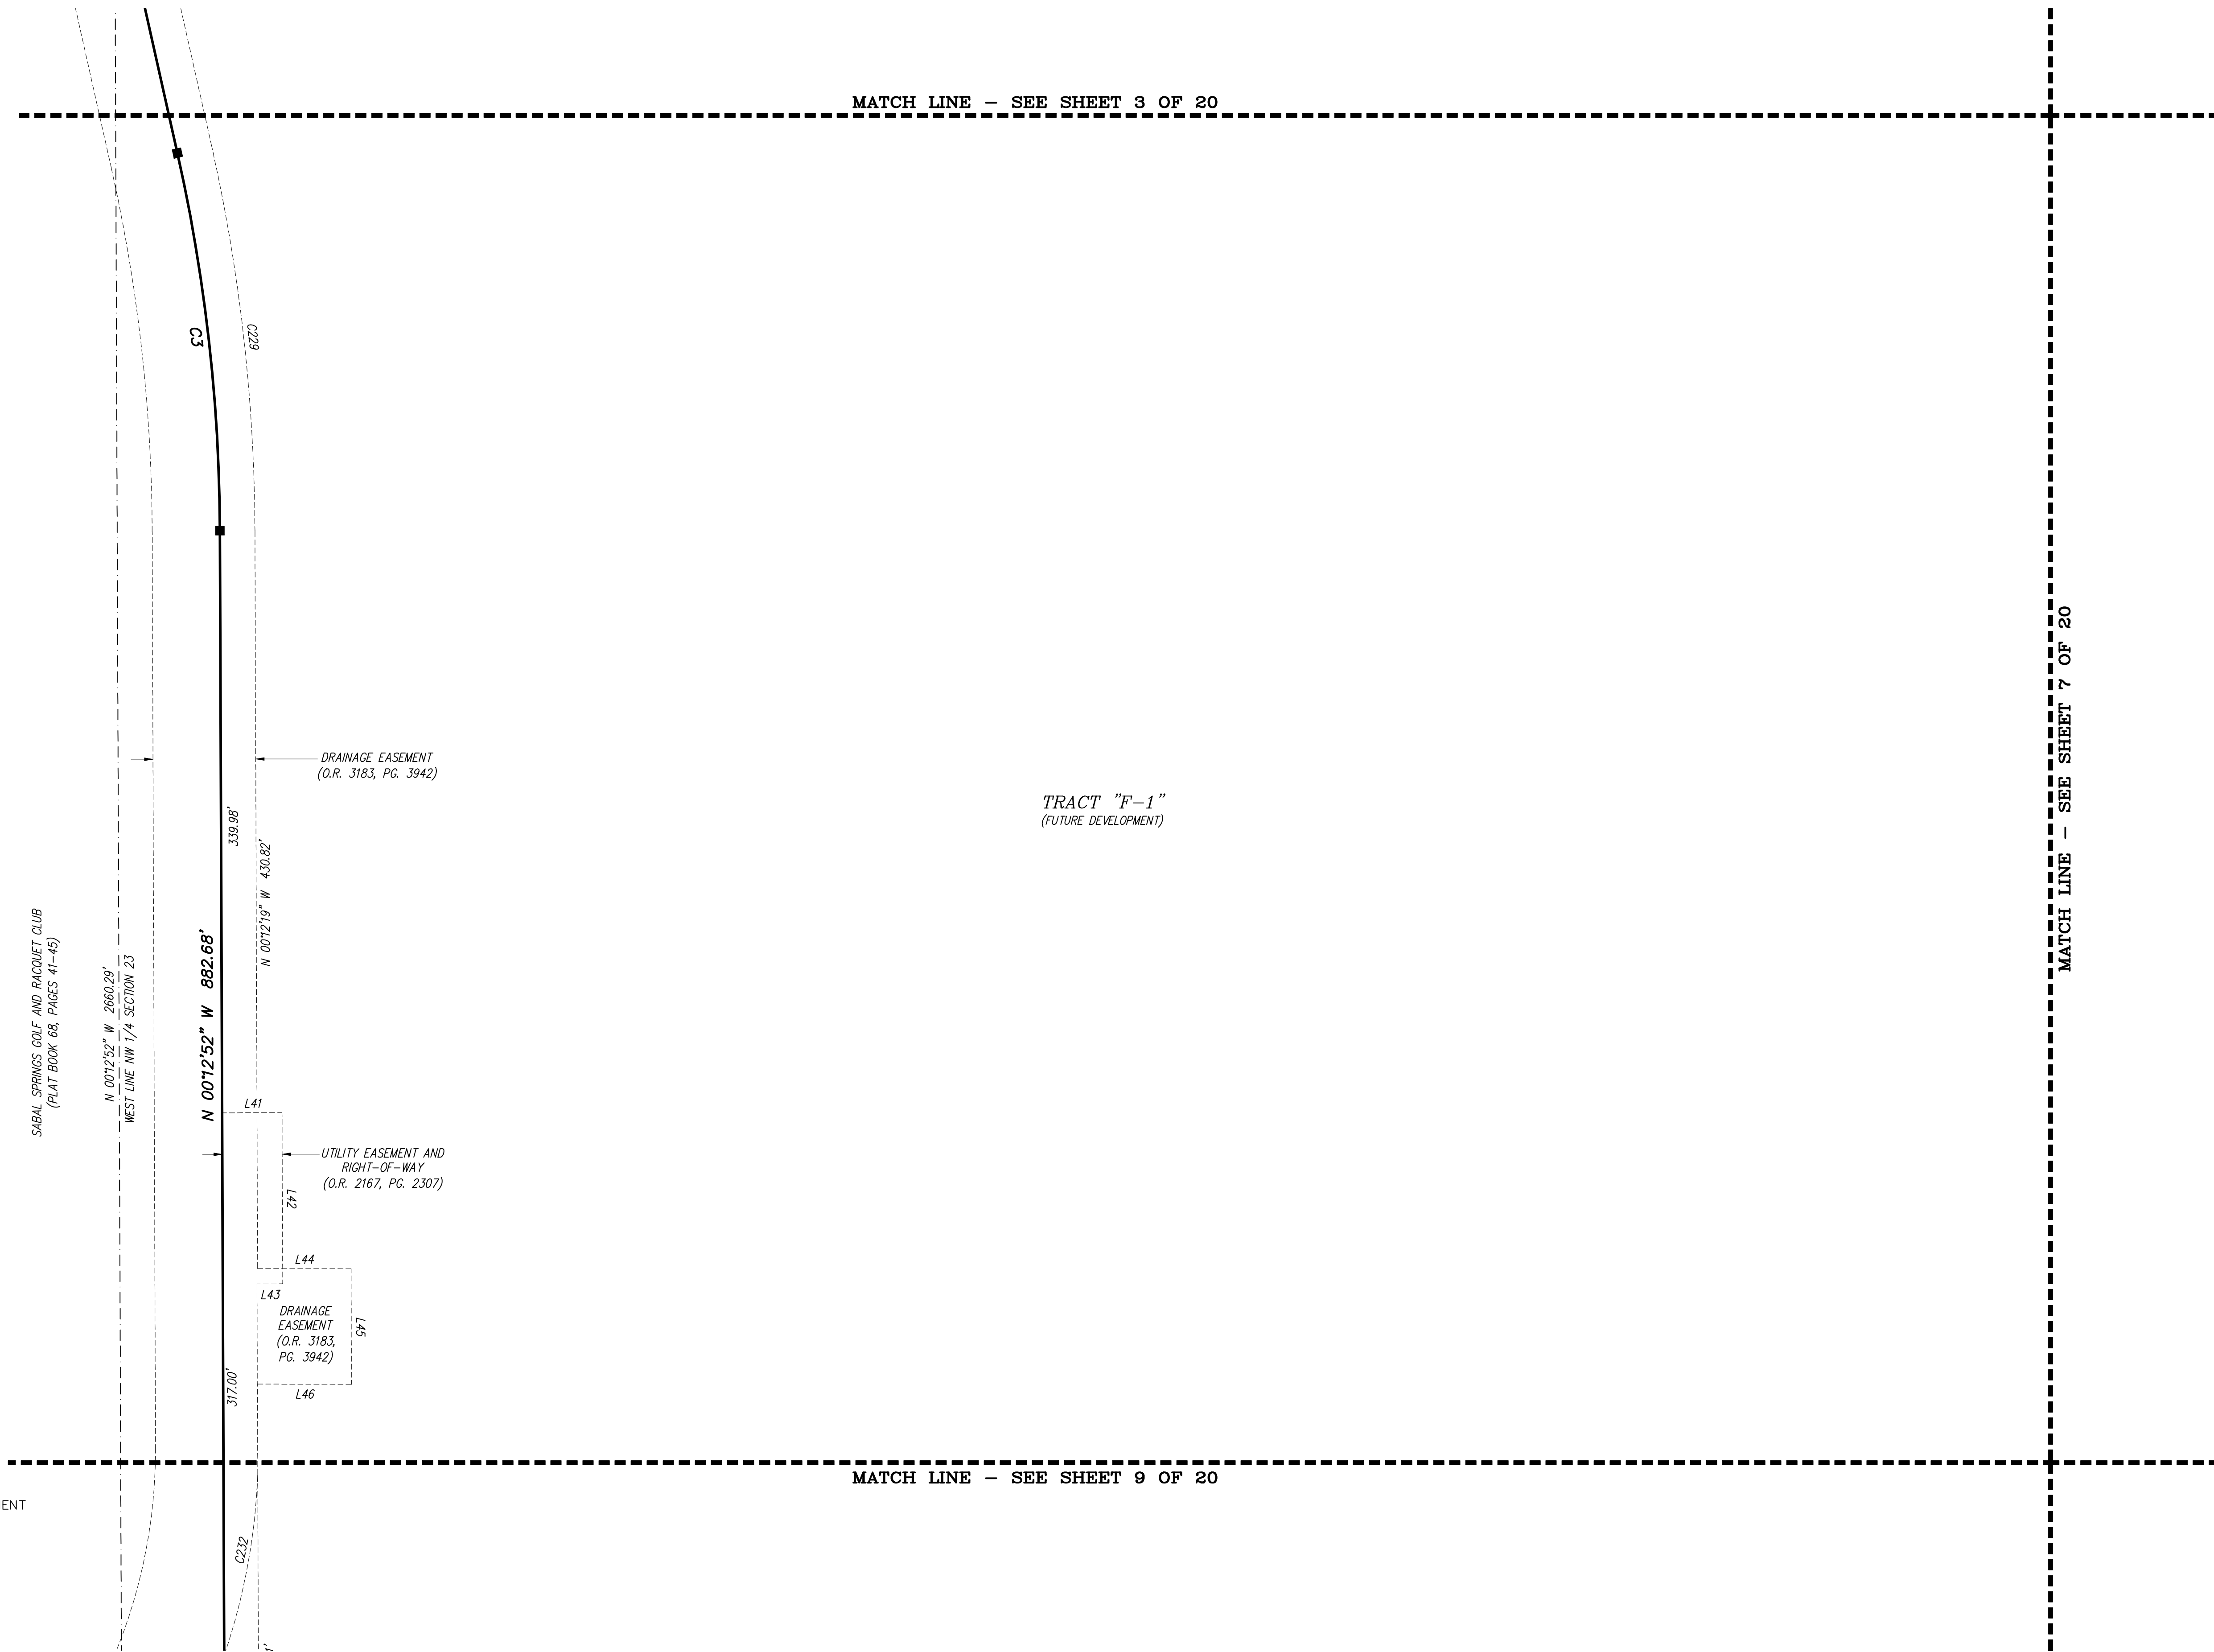 MATCH LINE – SEE SHEET 3 OF 20
C3
C229
DRAINAGE EASEMENT
(O.R. 3183, PG. 3942)
339.98'
N 00°12'19" W 430.82'
TRACT "F–1"
(FUTURE DEVELOPMENT)
MATCH LINE – SEE SHEET 7 OF 20
SABAL SPRINGS GOLF AND RACQUET CLUB
(PLAT BOOK 68, PAGES 41–45)
N 00°12'52" W 2660.29'
WEST LINE NW 1/4 SECTION 23
N 00°12'52" W 882.68'
L41
UTILITY EASEMENT AND
RIGHT–OF–WAY
(O.R. 2167, PG. 2307)
L42
L44
L43
DRAINAGE
EASEMENT
(O.R. 3183,
PG. 3942)
L45
L46
317.00'
MATCH LINE – SEE SHEET 9 OF 20
ENT
C232